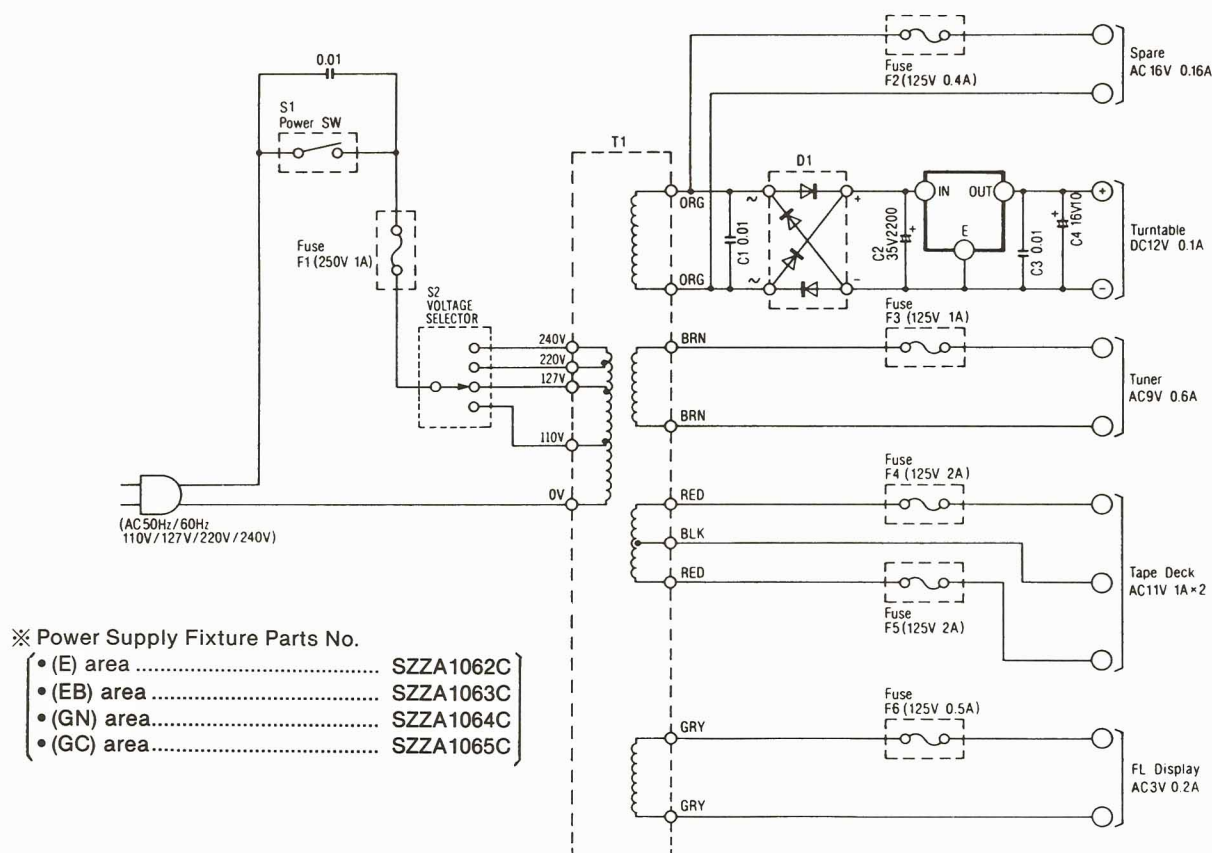 0.01
S1
Power SW
Fuse
F1 (250V 1A)
S2
VOLTAGE
SELECTOR
240V
220V
127V
110V
0V
(AC 50Hz/60Hz
110V/127V/220V/240V)
T1
ORG
ORG
BRN
BRN
RED
BLK
RED
GRY
GRY
Fuse
F2 (125V 0.4A)
Spare
AC 16V 0.16A
C1 0.01
D1
~
~
+
−
C2
35V2200
+
IN
OUT
E
C3 0.01
+
C4 16V10
+
−
Turntable
DC12V 0.1A
Fuse
F3 (125V 1A)
Tuner
AC9V 0.6A
Fuse
F4 (125V 2A)
Fuse
F5 (125V 2A)
Tape Deck
AC11V 1A×2
Fuse
F6 (125V 0.5A)
FL Display
AC3V 0.2A
※ Power Supply Fixture Parts No.
• (E) area .................................... SZZA1062C
• (EB) area .................................. SZZA1063C
• (GN) area .................................. SZZA1064C
• (GC) area .................................. SZZA1065C